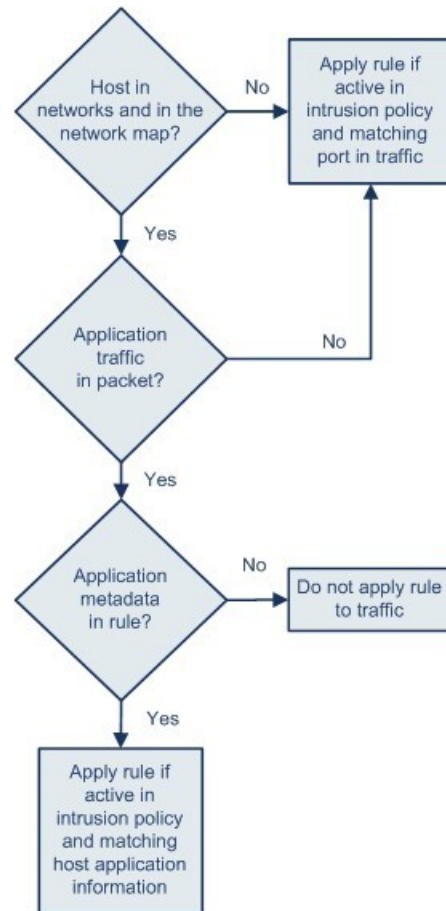 Host in
networks and in the
network map?
No
Apply rule if
active in
intrusion policy
and matching
port in traffic
Yes
Application
traffic
in packet?
No
Yes
Application
metadata
in rule?
No
Do not apply rule
to traffic
Yes
Apply rule if
active in
intrusion policy
and matching
host application
information